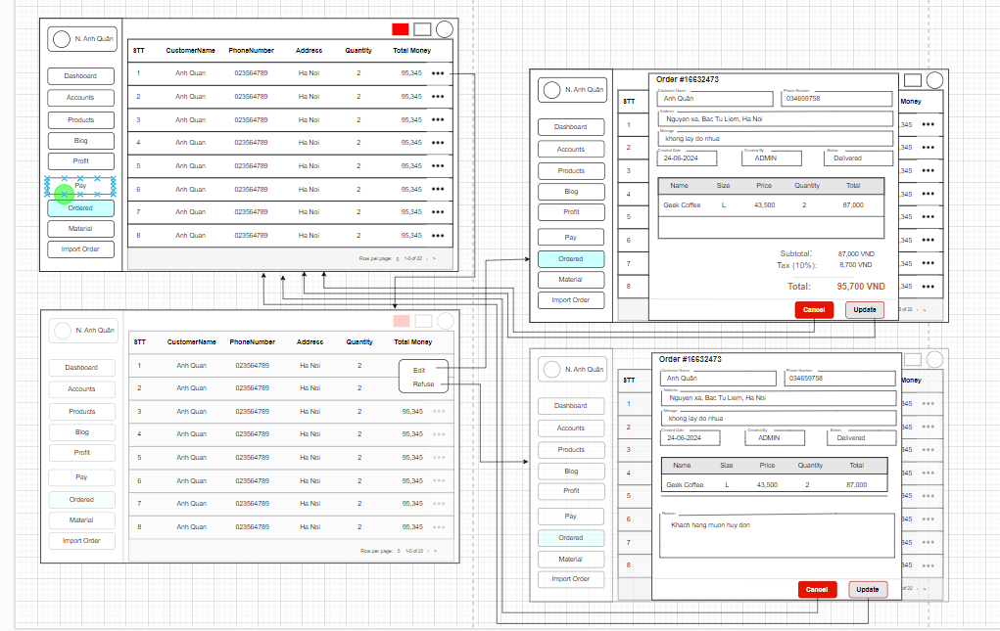 N. Anh Quân
Dashboard
Accounts
Products
Blog
Profit
Pay
Ordered
Material
Import Order
STT CustomerName PhoneNumber Address Quantity Total Money
1 Anh Quan 023564789 Ha Noi 2 95,345 •••
2 Anh Quan 023564789 Ha Noi 2 95,345 •••
3 Anh Quan 023564789 Ha Noi 2 95,345 •••
4 Anh Quan 023564789 Ha Noi 2 95,345 •••
5 Anh Quan 023564789 Ha Noi 2 95,345 •••
6 Anh Quan 023564789 Ha Noi 2 95,345 •••
7 Anh Quan 023564789 Ha Noi 2 95,345 •••
8 Anh Quan 023564789 Ha Noi 2 95,345 •••
Row per page: 8 1-8 of 22 < >
N. Anh Quân
Dashboard
Accounts
Products
Blog
Profit
Pay
Ordered
Material
Import Order
STT Money
1 ,345 •••
2 ,345 •••
3 ,345 •••
4 ,345 •••
5 ,345 •••
6 ,345 •••
7 ,345 •••
8 ,345 •••
of 22 < >
Order #16632473
Customer Name Phone Number
Anh Quân 034659758
Address
Nguyen xa, Bac Tu Liem, Ha Noi
Message
khong lay do nhua
Created Date Created By Status
24-06-2024 ADMIN Delivered
Name Size Price Quantity Total
Geek Coffee L 43,500 2 87,000
Subtotal: 87,000 VND
Tax (10%): 8,700 VND
Total: 95,700 VND
Cancel Update
N. Anh Quân
Dashboard
Accounts
Products
Blog
Profit
Pay
Ordered
Material
Import Order
STT CustomerName PhoneNumber Address Quantity Total Money
1 Anh Quan 023564789 Ha Noi 2
2 Anh Quan 023564789 Ha Noi 2
3 Anh Quan 023564789 Ha Noi 2 95,345 •••
4 Anh Quan 023564789 Ha Noi 2 95,345 •••
5 Anh Quan 023564789 Ha Noi 2 95,345 •••
6 Anh Quan 023564789 Ha Noi 2 95,345 •••
7 Anh Quan 023564789 Ha Noi 2 95,345 •••
8 Anh Quan 023564789 Ha Noi 2 95,345 •••
Edit
Refuse
Row per page: of 22 < >
N. Anh Quân
Dashboard
Accounts
Products
Blog
Profit
Pay
Ordered
Material
Import Order
STT Money
1 345 •••
2 345 •••
3 345 •••
4 345 •••
5 345 •••
6 345 •••
7 345 •••
8 345 •••
of 22 < >
Order #16632473
Customer Name Phone Number
Anh Quân 034659758
Address
Nguyen xa, Bac Tu Liem, Ha Noi
Message
khong lay do nhua
Created Date Created By Status
24-06-2024 ADMIN Delivered
Name Size Price Quantity Total
Geek Coffee L 43,500 2 87,000
Reason
Khach hang muon huy don
Cancel Update